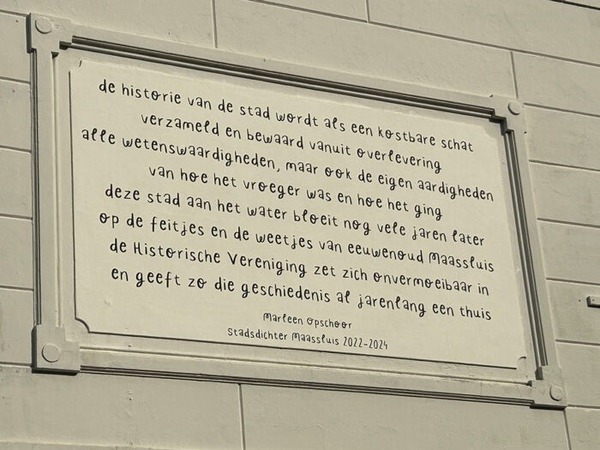 de historie van de stad wordt als een kostbare schat
verzameld en bewaard vanuit overlevering
alle wetenswaardigheden, maar ook de eigen aardigheden
van hoe het vroeger was en hoe het ging
deze stad aan het water bloeit nog vele jaren later
op de feitjes en de weetjes van eeuwenoud Maassluis
de Historische Vereniging zet zich onvermoeibaar in
en geeft zo die geschiedenis al jarenlang een thuis
Marleen Opschoor
Stadsdichter Maassluis 2022-2024